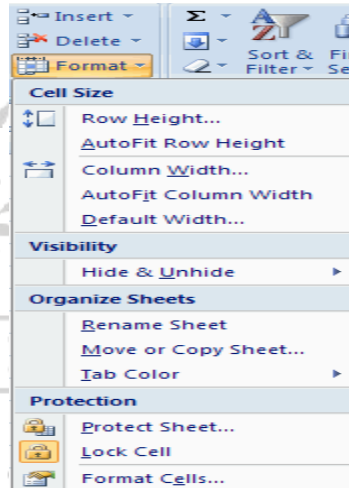 Insert
Delete
Format
Σ
A
Z
Sort &
Filter
Fi
Se
Cell Size
Row Height...
AutoFit Row Height
Column Width...
AutoFit Column Width
Default Width...
Visibility
Hide & Unhide
Organize Sheets
Rename Sheet
Move or Copy Sheet...
Tab Color
Protection
Protect Sheet...
Lock Cell
Format Cells...